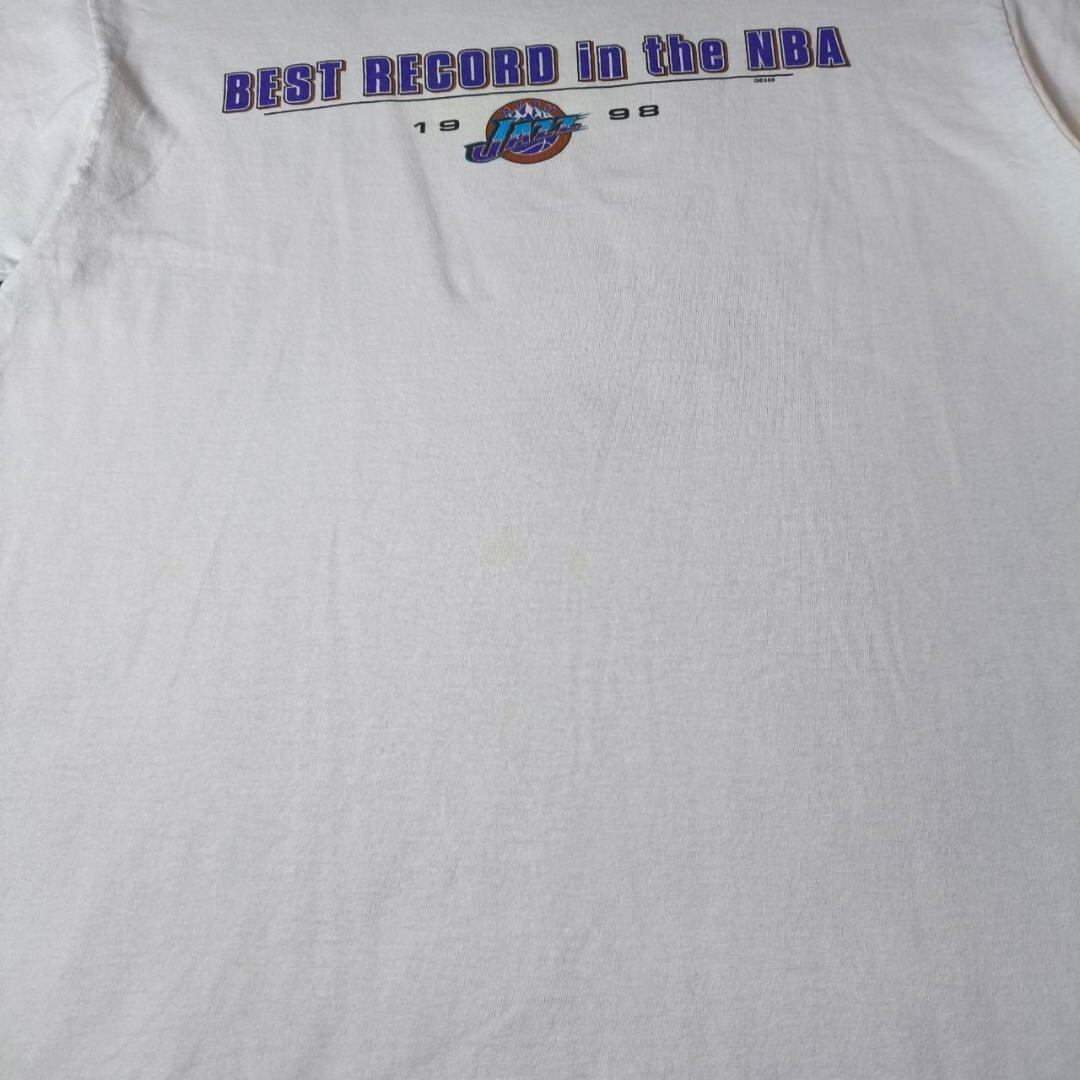 BEST RECORD in the NBA
19 JAZZ 98